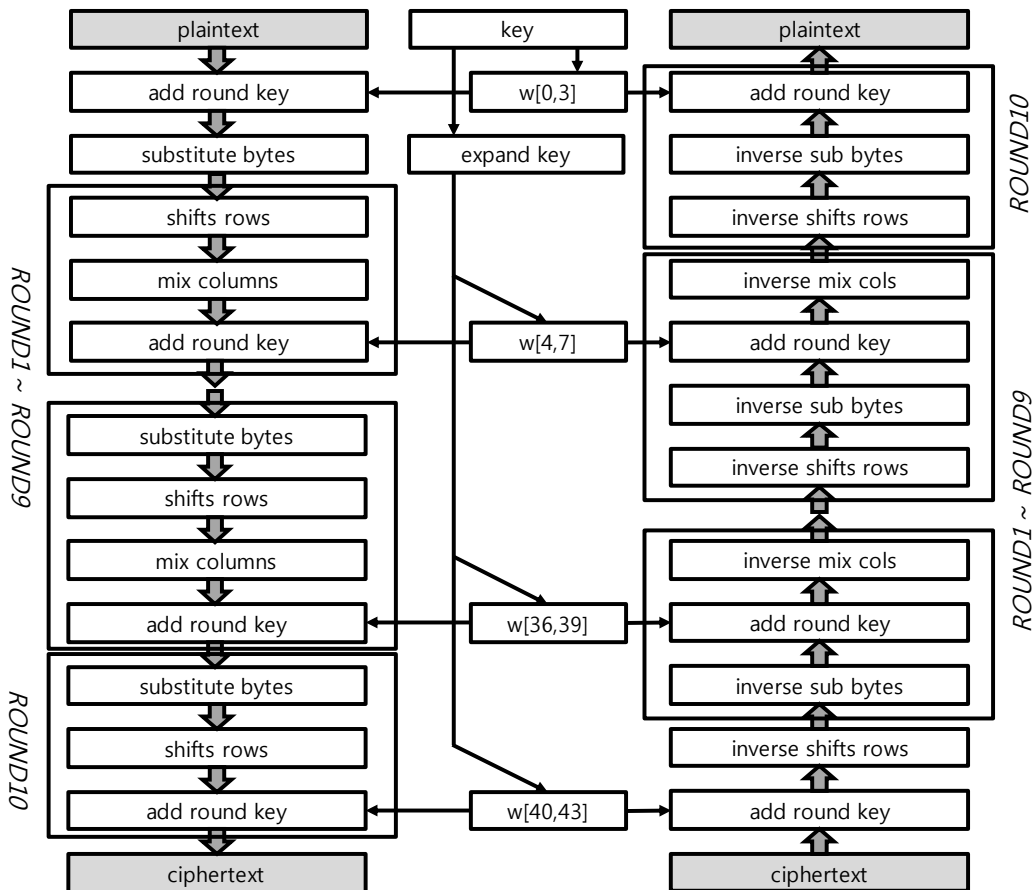 plaintext
add round key
substitute bytes
shifts rows
mix columns
add round key
substitute bytes
shifts rows
mix columns
add round key
substitute bytes
shifts rows
add round key
ciphertext
ROUND1 ~ ROUND9
ROUND10
key
w[0,3]
expand key
w[4,7]
w[36,39]
w[40,43]
plaintext
add round key
inverse sub bytes
inverse shifts rows
inverse mix cols
add round key
inverse sub bytes
inverse shifts rows
inverse mix cols
add round key
inverse sub bytes
inverse shifts rows
add round key
ciphertext
ROUND10
ROUND1 ~ ROUND9